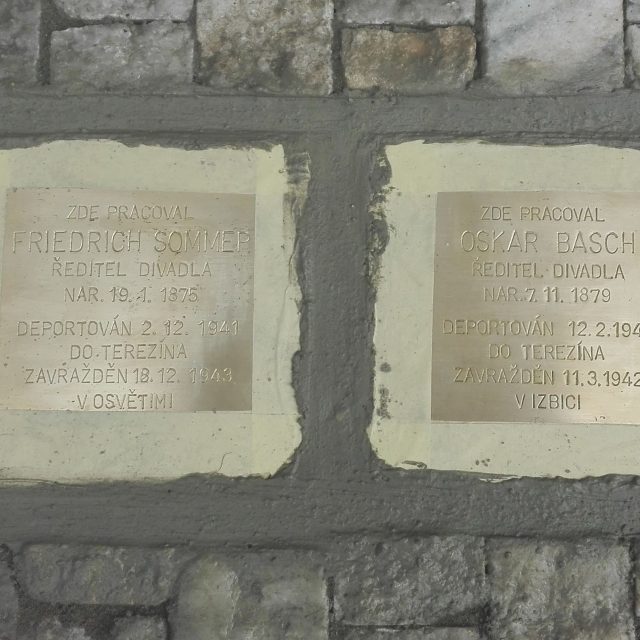 ZDE PRACOVAL
FRIEDRICH SOMMER
ŘEDITEL DIVADLA
NAR. 19. 1. 1875
DEPORTOVÁN 2. 12. 1941
DO TEREZÍNA
ZAVRAŽDĚN 18. 12. 1943
V OSVĚTIMI
ZDE PRACOVAL
OSKAR BASCH
ŘEDITEL DIVADLA
NAR. 7. 11. 1879
DEPORTOVÁN 12. 2. 194
DO TEREZÍNA
ZAVRAŽDĚN 11. 3. 1942
V IZBICI